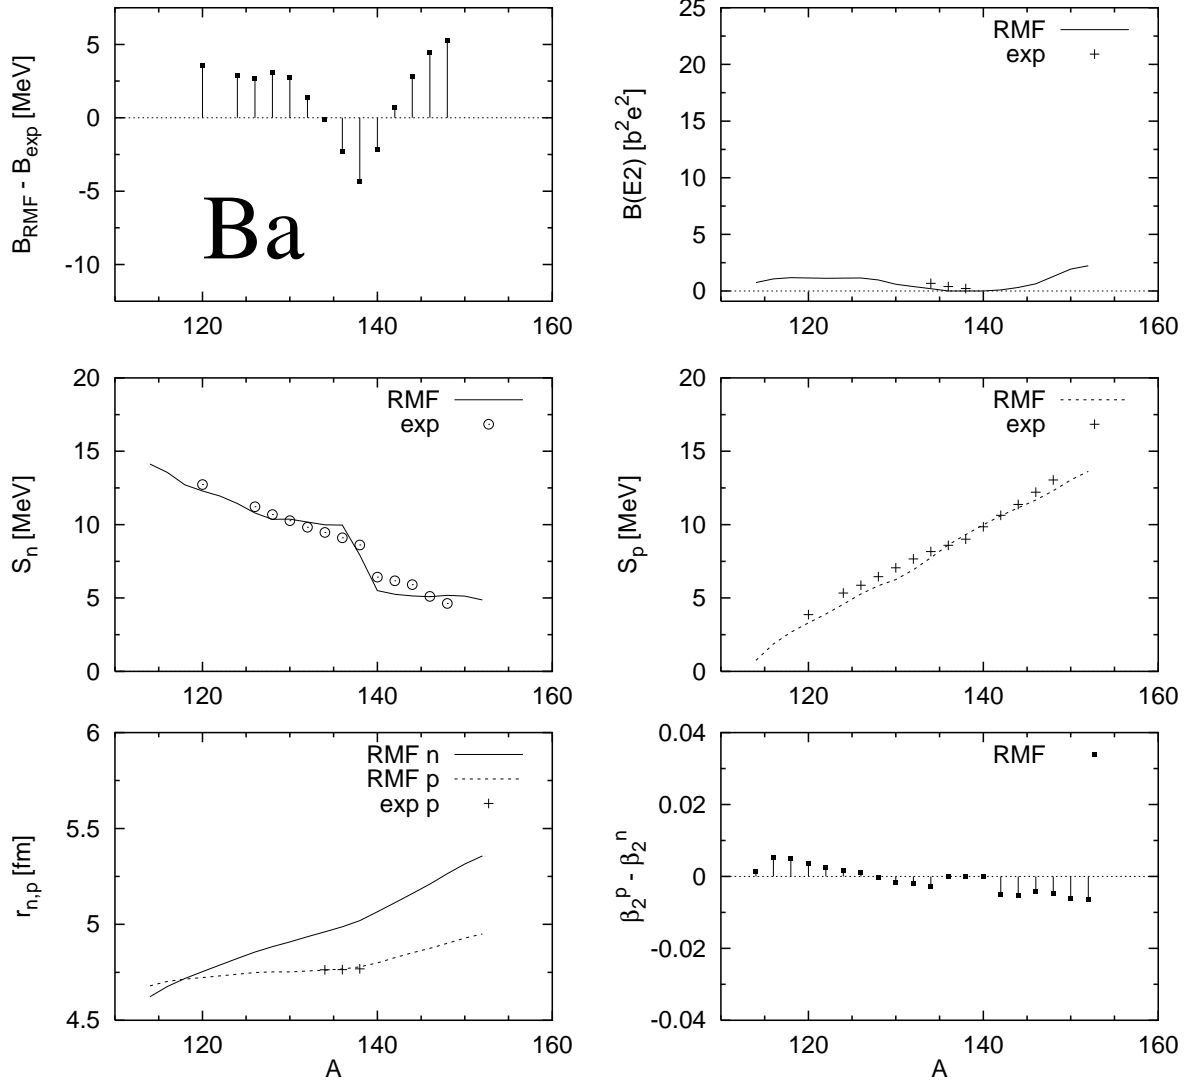 B_RMF - B_exp [MeV]
5
0
-5
-10
Ba
120
140
160
B(E2) [b^2e^2]
25
20
15
10
5
0
RMF
exp
120
140
160
S_n [MeV]
20
15
10
5
0
RMF
exp
120
140
160
S_p [MeV]
20
15
10
5
0
RMF
exp
120
140
160
r_n,p [fm]
6
5.5
5
4.5
RMF n
RMF p
exp p
120
140
160
A
β_2^p - β_2^n
0.04
0.02
0
-0.02
-0.04
RMF
120
140
160
A